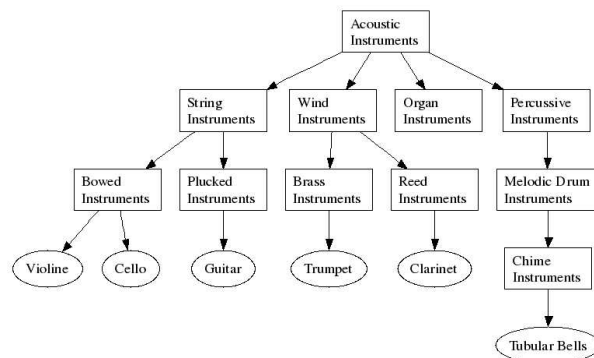 Acoustic
Instruments
String
Instruments
Wind
Instruments
Organ
Instruments
Percussive
Instruments
Bowed
Instruments
Plucked
Instruments
Brass
Instruments
Reed
Instruments
Melodic Drum
Instruments
Violine
Cello
Guitar
Trumpet
Clarinet
Chime
Instruments
Tubular Bells